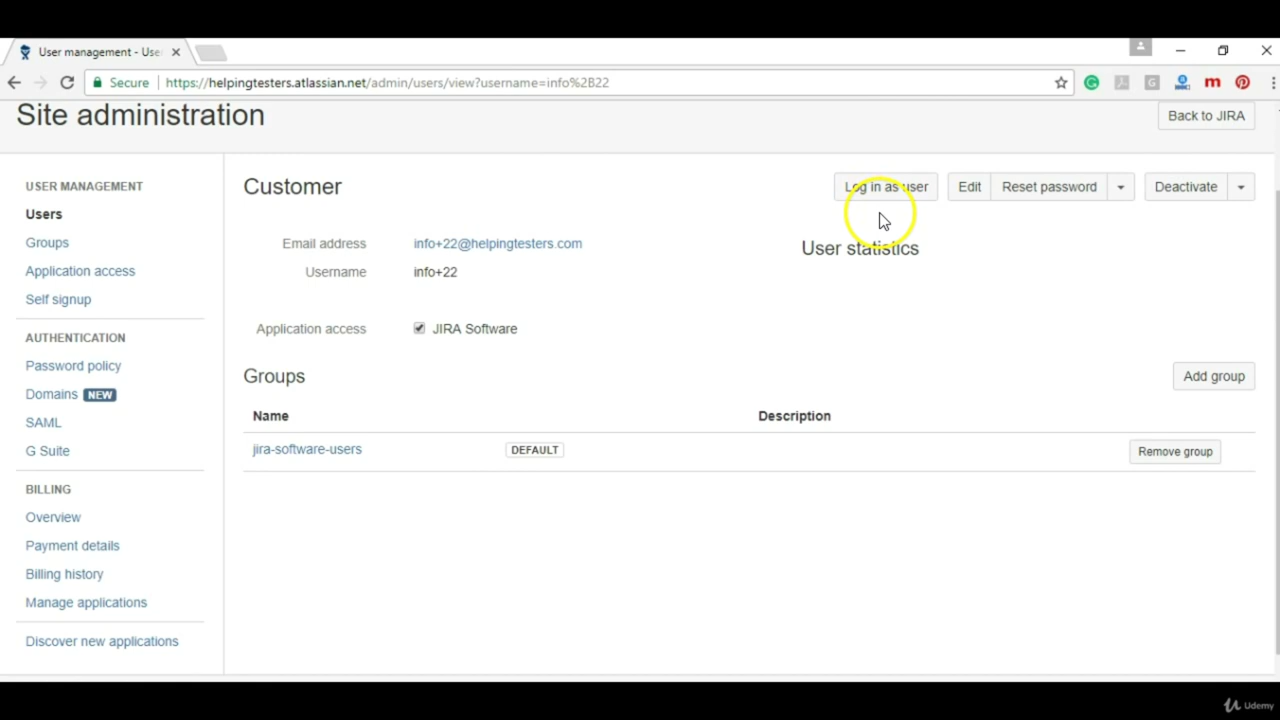 User management - Use
Secure
https://helpingtesters.atlassian.net/admin/users/view?username=info%2B22
Site administration
Back to JIRA
USER MANAGEMENT
Users
Groups
Application access
Self signup
AUTHENTICATION
Password policy
Domains NEW
SAML
G Suite
BILLING
Overview
Payment details
Billing history
Manage applications
Discover new applications
Customer
Log in as user
Edit
Reset password
Deactivate
Email address info+22@helpingtesters.com
Username info+22
User statistics
Application access JIRA Software
Groups
Add group
Name Description
jira-software-users DEFAULT Remove group
Udemy